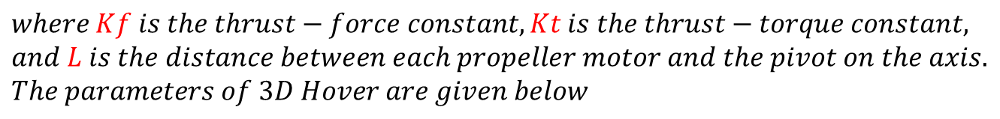 where Kf is the thrust − force constant, Kt is the thrust − torque constant,
and L is the distance between each propeller motor and the pivot on the axis.
The parameters of 3D Hover are given below